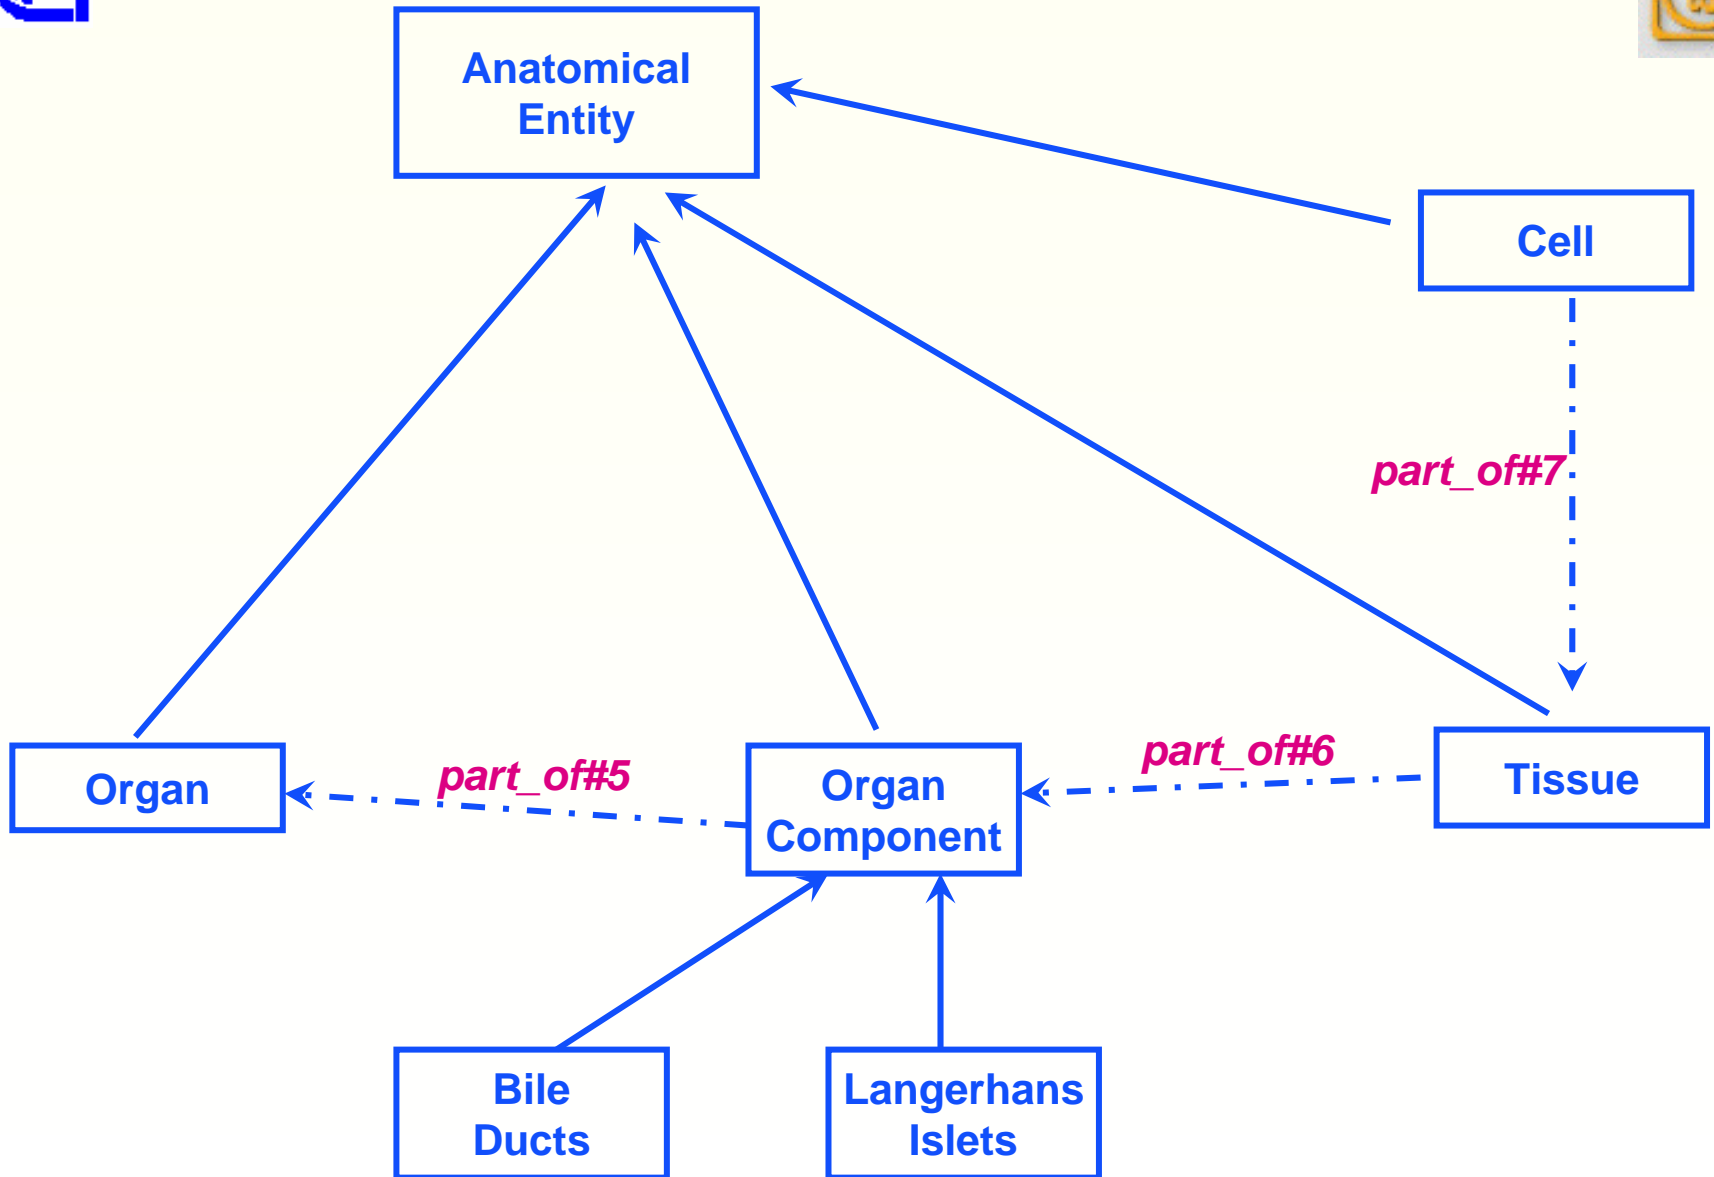 Anatomical
Entity
Cell
part_of#7
Organ
part_of#5
Organ
Component
part_of#6
Tissue
Bile
Ducts
Langerhans
Islets